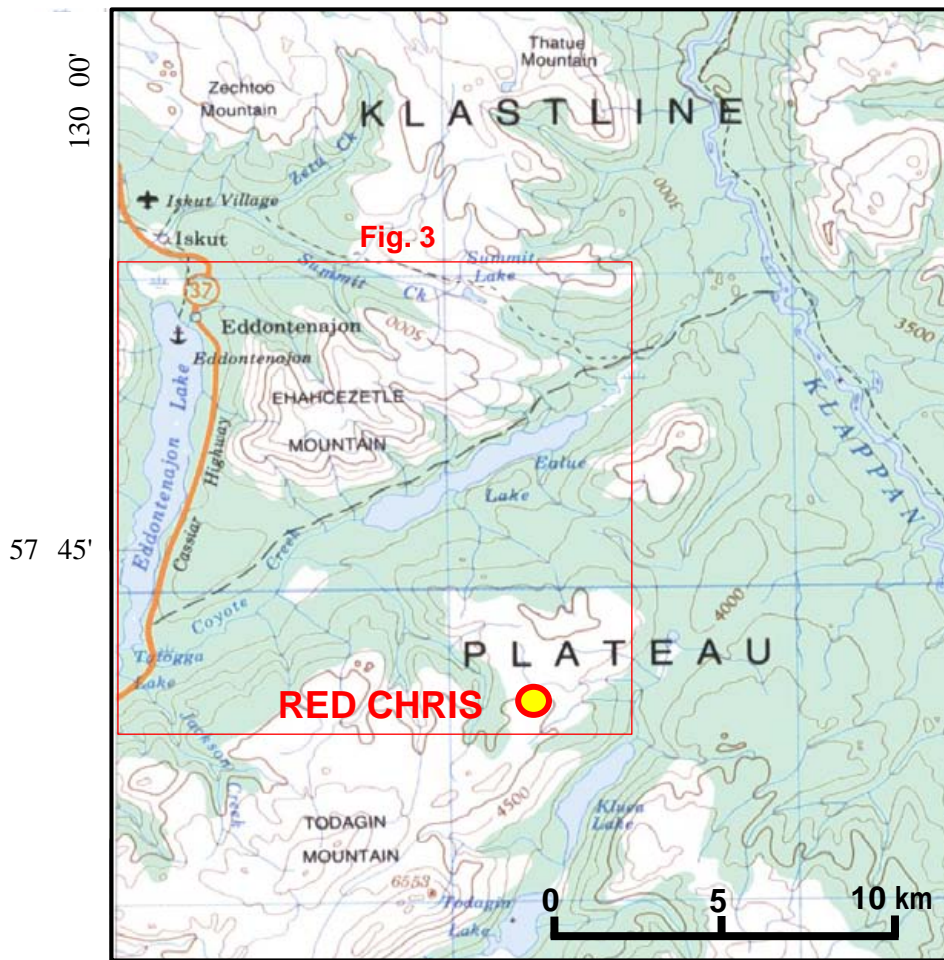 130 00'
Thatue
Mountain
Zechtoo
Mountain
KLASTLINE
Zetu Ck
3000
Iskut Village
Iskut
Fig. 3
Summit
Lake
Summit Ck
37
Eddontenajon
Eddontenajon
5000
3500
EHAHCEZETLE
MOUNTAIN
KLAPPAN
Eddontenajon Lake
Cassiar Highway
Ealue
Lake
57 45'
Coyote Creek
4000
PLATEAU
Tatogga
Lake
RED CHRIS
Jackson Creek
4500
Kluea
Lake
TODAGIN
MOUNTAIN
6553
Todagin
Lake
0 5 10 km